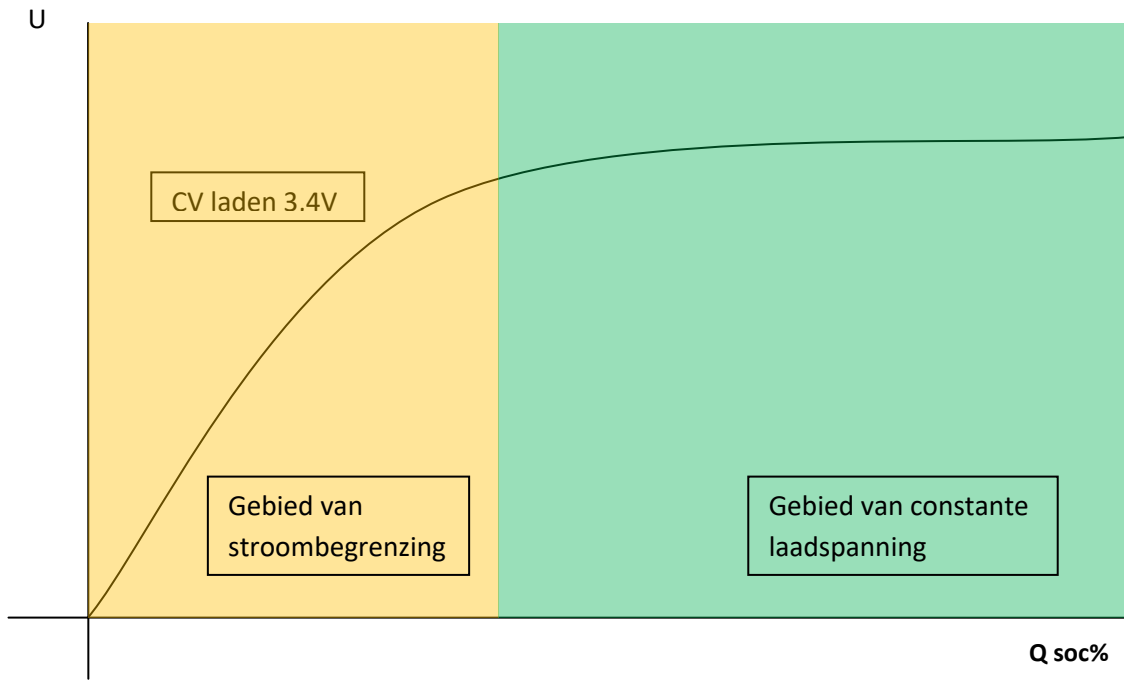 U
CV laden 3.4V
Gebied van
stroombegrenzing
Gebied van constante
laadspanning
Q soc%